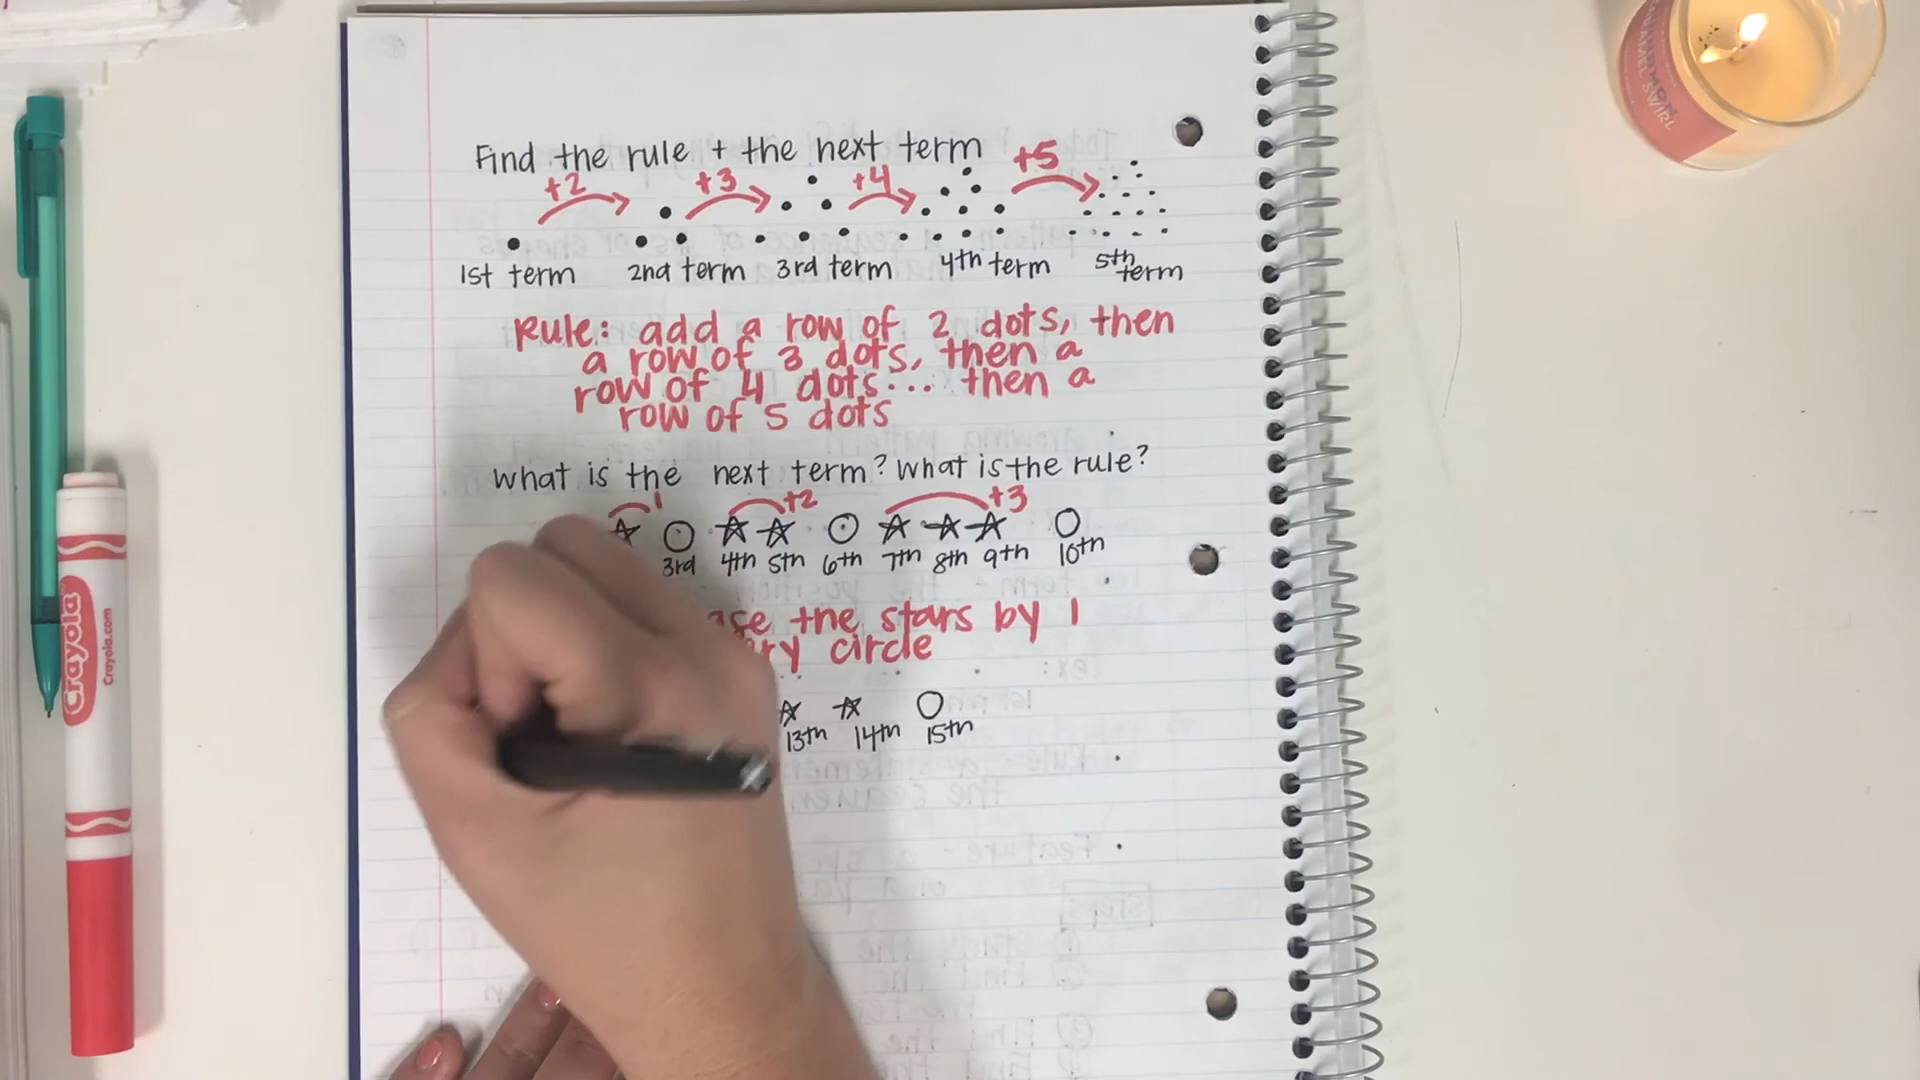 Find the rule + the next term
+2 +3 +4 +5
1st term 2nd term 3rd term 4th term 5th term
Rule: add a row of 2 dots, then
a row of 3 dots, then a
row of 4 dots... then a
row of 5 dots
what is the next term? what is the rule?
1 +2 +3
3rd 4th 5th 6th 7th 8th 9th 10th
the stars by 1
circle
13th 14th 15th
Crayola
Crayola.com
SWIRL